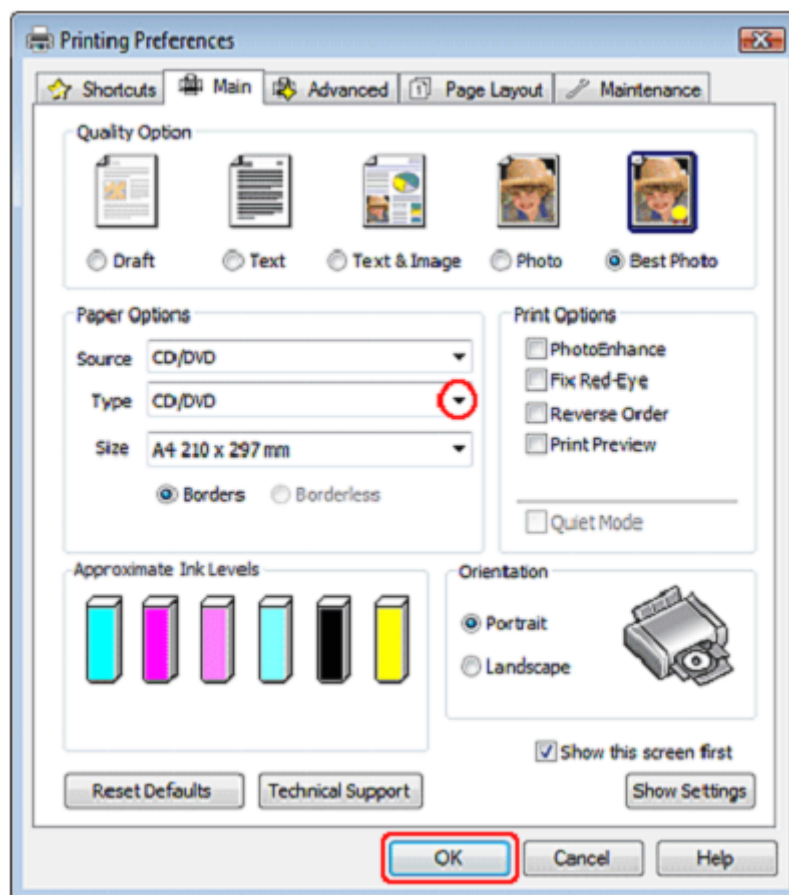 Printing Preferences
Shortcuts Main Advanced Page Layout Maintenance
Quality Option
Draft Text Text & Image Photo Best Photo
Paper Options
Source CD/DVD
Type CD/DVD
Size A4 210 x 297 mm
Borders Borderless
Print Options
PhotoEnhance
Fix Red-Eye
Reverse Order
Print Preview
Quiet Mode
Approximate Ink Levels
Orientation
Portrait
Landscape
Show this screen first
Reset Defaults Technical Support Show Settings
OK Cancel Help